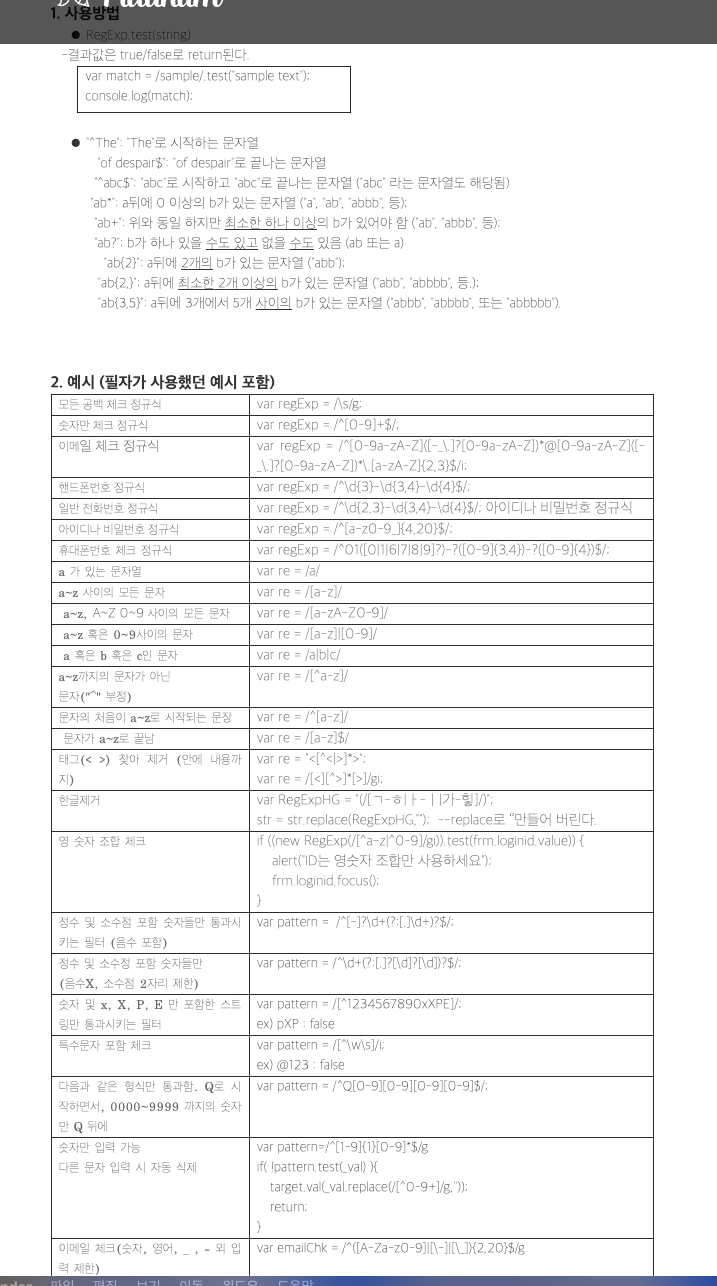 Platinum
1. 사용방법
● RegExp.test(string)
-결과값은 true/false로 return된다.
var match = /sample/.test("sample text");
console.log(match);
● "^The": "The"로 시작하는 문자열
"of despair$": "of despair"로 끝나는 문자열
"^abc$": "abc"로 시작하고 "abc"로 끝나는 문자열 ("abc" 라는 문자열도 해당됨)
"ab*": a뒤에 0 이상의 b가 있는 문자열 ("a", "ab", "abbb", 등);
"ab+": 위와 동일 하지만 최소한 하나 이상의 b가 있어야 함 ("ab", "abbb", 등);
"ab?": b가 하나 있을 수도 있고 없을 수도 있음 (ab 또는 a)
"ab{2}": a뒤에 2개의 b가 있는 문자열 ("abb");
"ab{2,}": a뒤에 최소한 2개 이상의 b가 있는 문자열 ("abb", "abbbb", 등.);
"ab{3,5}": a뒤에 3개에서 5개 사이의 b가 있는 문자열 ("abbb", "abbbb", 또는 "abbbbb").
2. 예시 (필자가 사용했던 예시 포함)
모든 공백 체크 정규식
var regExp = /\s/g;
숫자만 체크 정규식
var regExp = /^[0-9]+$/;
이메일 체크 정규식
var regExp = /^[0-9a-zA-Z]([-_\.]?[0-9a-zA-Z])*@[0-9a-zA-Z]([-
_\.]?[0-9a-zA-Z])*\.[a-zA-Z]{2,3}$/i;
핸드폰번호 정규식
var regExp = /^\d{3}-\d{3,4}-\d{4}$/;
일반 전화번호 정규식
var regExp = /^\d{2,3}-\d{3,4}-\d{4}$/; 아이디나 비밀번호 정규식
아이디나 비밀번호 정규식
var regExp = /^[a-z0-9_]{4,20}$/;
휴대폰번호 체크 정규식
var regExp = /^01([0|1|6|7|8|9]?)-?([0-9]{3,4})-?([0-9]{4})$/;
a 가 있는 문자열
var re = /a/
a~z 사이의 모든 문자
var re = /[a-z]/
a~z, A~Z 0~9 사이의 모든 문자
var re = /[a-zA-Z0-9]/
a~z 혹은 0~9사이의 문자
var re = /[a-z]|[0-9]/
a 혹은 b 혹은 c인 문자
var re = /a|b|c/
a~z까지의 문자가 아닌
문자("^" 부정)
var re = /[^a-z]/
문자의 처음이 a~z로 시작되는 문장
var re = /^[a-z]/
문자가 a~z로 끝남
var re = /[a-z]$/
태그(< >) 찾아 제거 (안에 내용까
지)
var re = "<[^<|>]*>";
var re = /[<][^>]*[>]/gi;
한글제거
var RegExpHG = "(/[ㄱ-ㅎ|ㅏ-ㅣ|가-힣]/)";
str = str.replace(RegExpHG,""); --replace로 "만들어 버린다.
영 숫자 조합 체크
if ((new RegExp(/[^a-z|^0-9]/gi)).test(frm.loginid.value)) {
alert("ID는 영숫자 조합만 사용하세요");
frm.loginid.focus();
}
정수 및 소수점 포함 숫자들만 통과시
키는 필터 (음수 포함)
var pattern = /^[-]?\d+(?:[.]\d+)?$/;
정수 및 소수정 포함 숫자들만
(음수X, 소수점 2자리 제한)
var pattern = /^\d+(?:[.]?[\d]?[\d])?$/;
숫자 및 x, X, P, E 만 포함한 스트
링만 통과시키는 필터
var pattern = /[^1234567890xXPE]/;
ex) pXP : false
특수문자 포함 체크
var pattern = /[^\w\s]/i;
ex) @123 : false
다음과 같은 형식만 통과함. Q로 시
작하면서, 0000~9999 까지의 숫자
만 Q 뒤에
var pattern = /^Q[0-9][0-9][0-9][0-9]$/;
숫자만 입력 가능
다른 문자 입력 시 자동 삭제
var pattern=/^[1-9]{1}[0-9]*$/g
if( !pattern.test(_val) ){
target.val(_val.replace(/[^0-9+]/g,''));
return;
}
이메일 체크(숫자, 영어, _ , - 외 입
력 제한)
var emailChk = /^([A-Za-z0-9]|[\-]|[\_]){2,20}$/g
파일 편집 보기 이동 윈도우 도움말